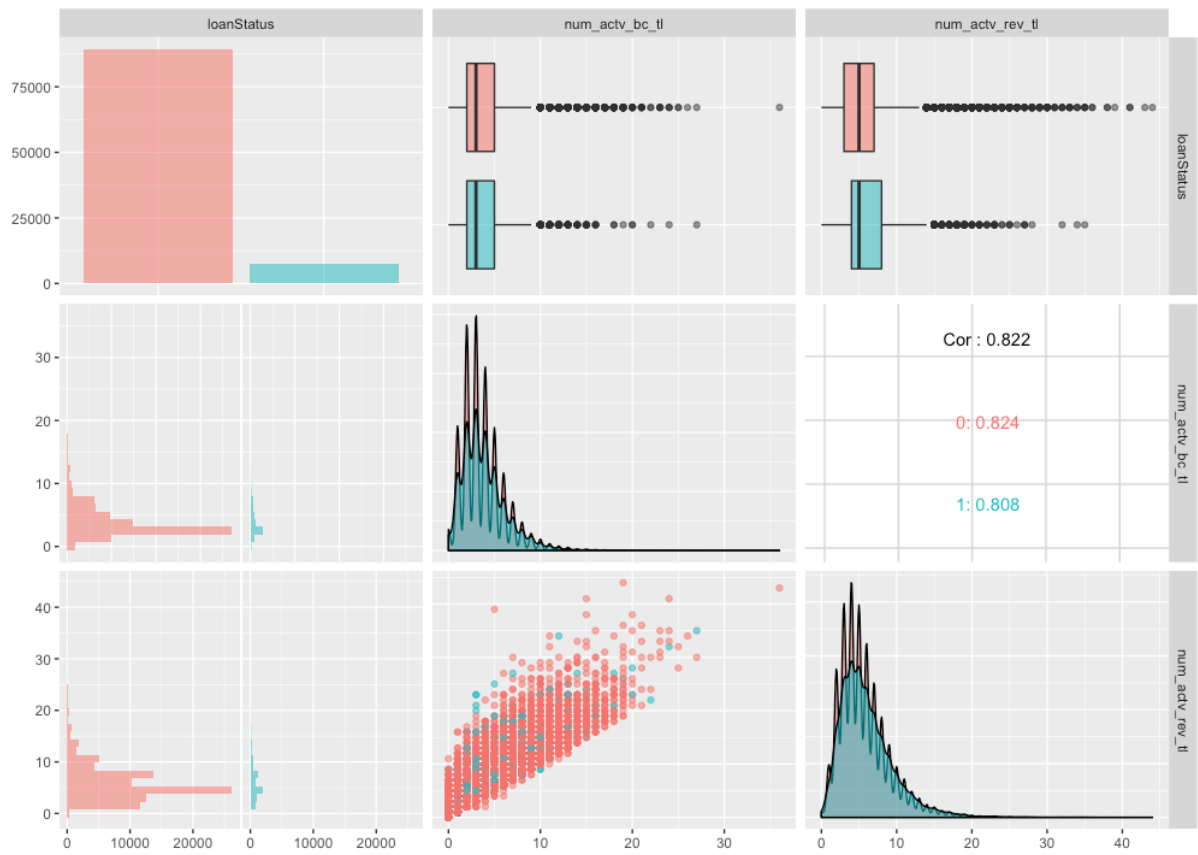 loanStatus
num_actv_bc_tl
num_actv_rev_tl
75000
50000
25000
0
loanStatus
30
20
10
0
Cor : 0.822
0: 0.824
1: 0.808
num_actv_bc_tl
40
30
20
10
0
num_actv_rev_tl
0 10000 20000 0 10000 20000 0 10 20 30 0 10 20 30 40